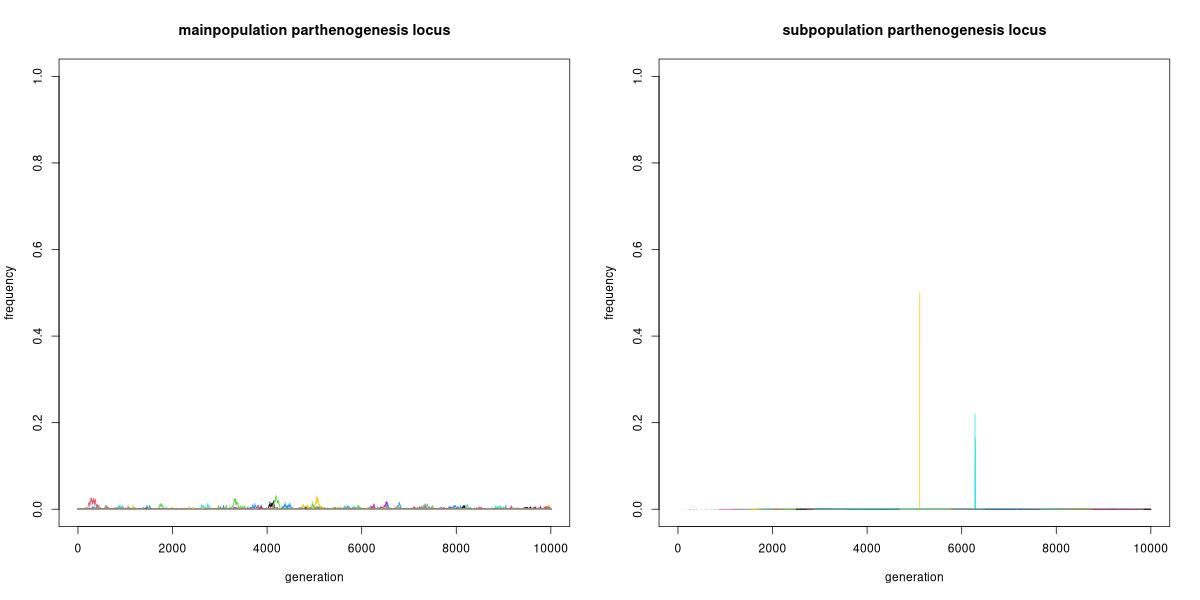 mainpopulation parthenogenesis locus
frequency
1.0
0.8
0.6
0.4
0.2
0.0
0 2000 4000 6000 8000 10000
generation
subpopulation parthenogenesis locus
frequency
1.0
0.8
0.6
0.4
0.2
0.0
0 2000 4000 6000 8000 10000
generation